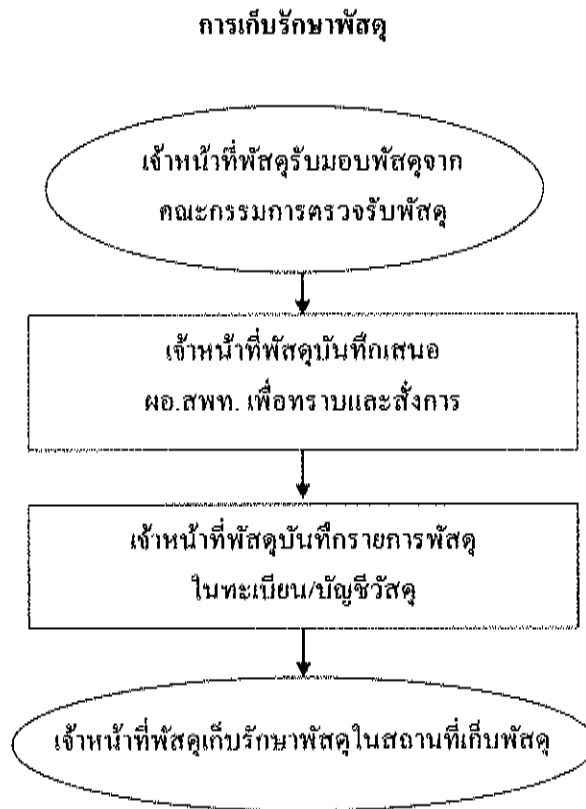 การเก็บรักษาพัสดุ
เจ้าหน้าที่พัสดุรับมอบพัสดุจาก
คณะกรรมการตรวจรับพัสดุ
เจ้าหน้าที่พัสดุบันทึกเสนอ
ผอ.สพท. เพื่อทราบและสั่งการ
เจ้าหน้าที่พัสดุบันทึกรายการพัสดุ
ในทะเบียน/บัญชีวัสดุ
เจ้าหน้าที่พัสดุเก็บรักษาพัสดุในสถานที่เก็บพัสดุ